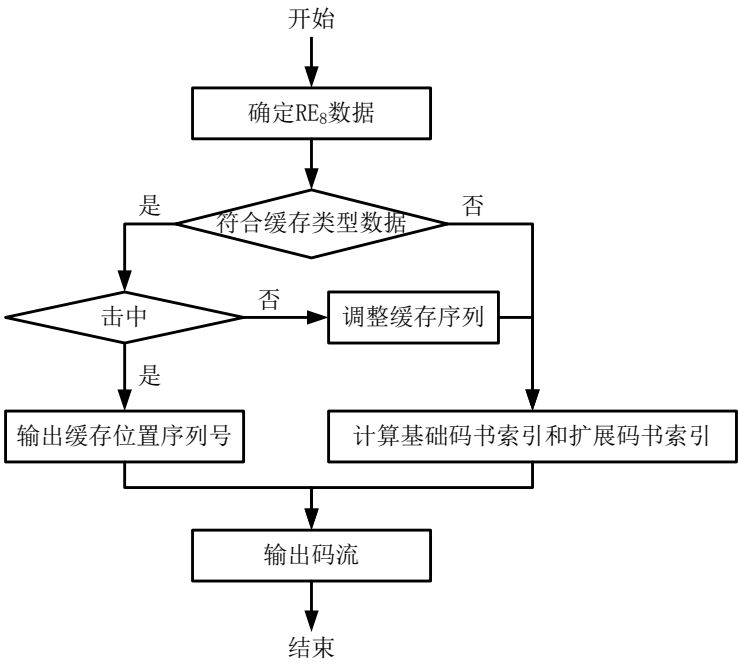 开始
确定RE₈数据
符合缓存类型数据
是
否
击中
否
调整缓存序列
是
输出缓存位置序列号
计算基础码书索引和扩展码书索引
输出码流
结束